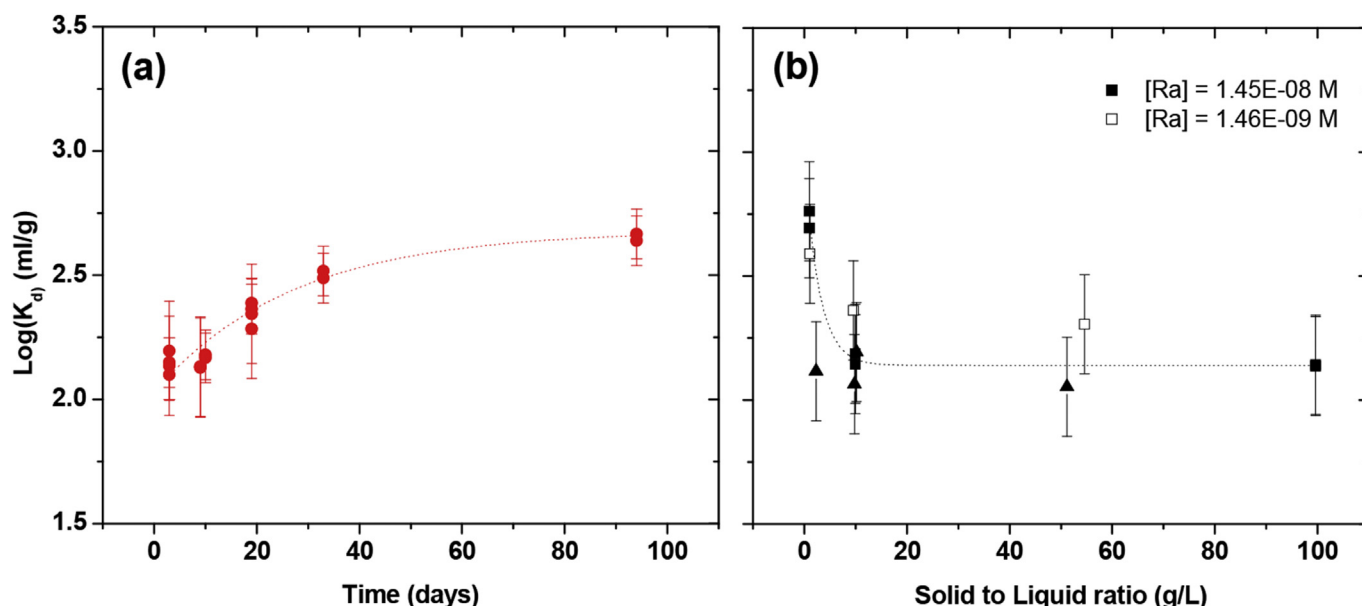 (a)
(b)
[Ra] = 1.45E-08 M
[Ra] = 1.46E-09 M
Log(Kd) (ml/g)
3.5
3.0
2.5
2.0
1.5
0 20 40 60 80 100
0 20 40 60 80 100
Time (days)
Solid to Liquid ratio (g/L)